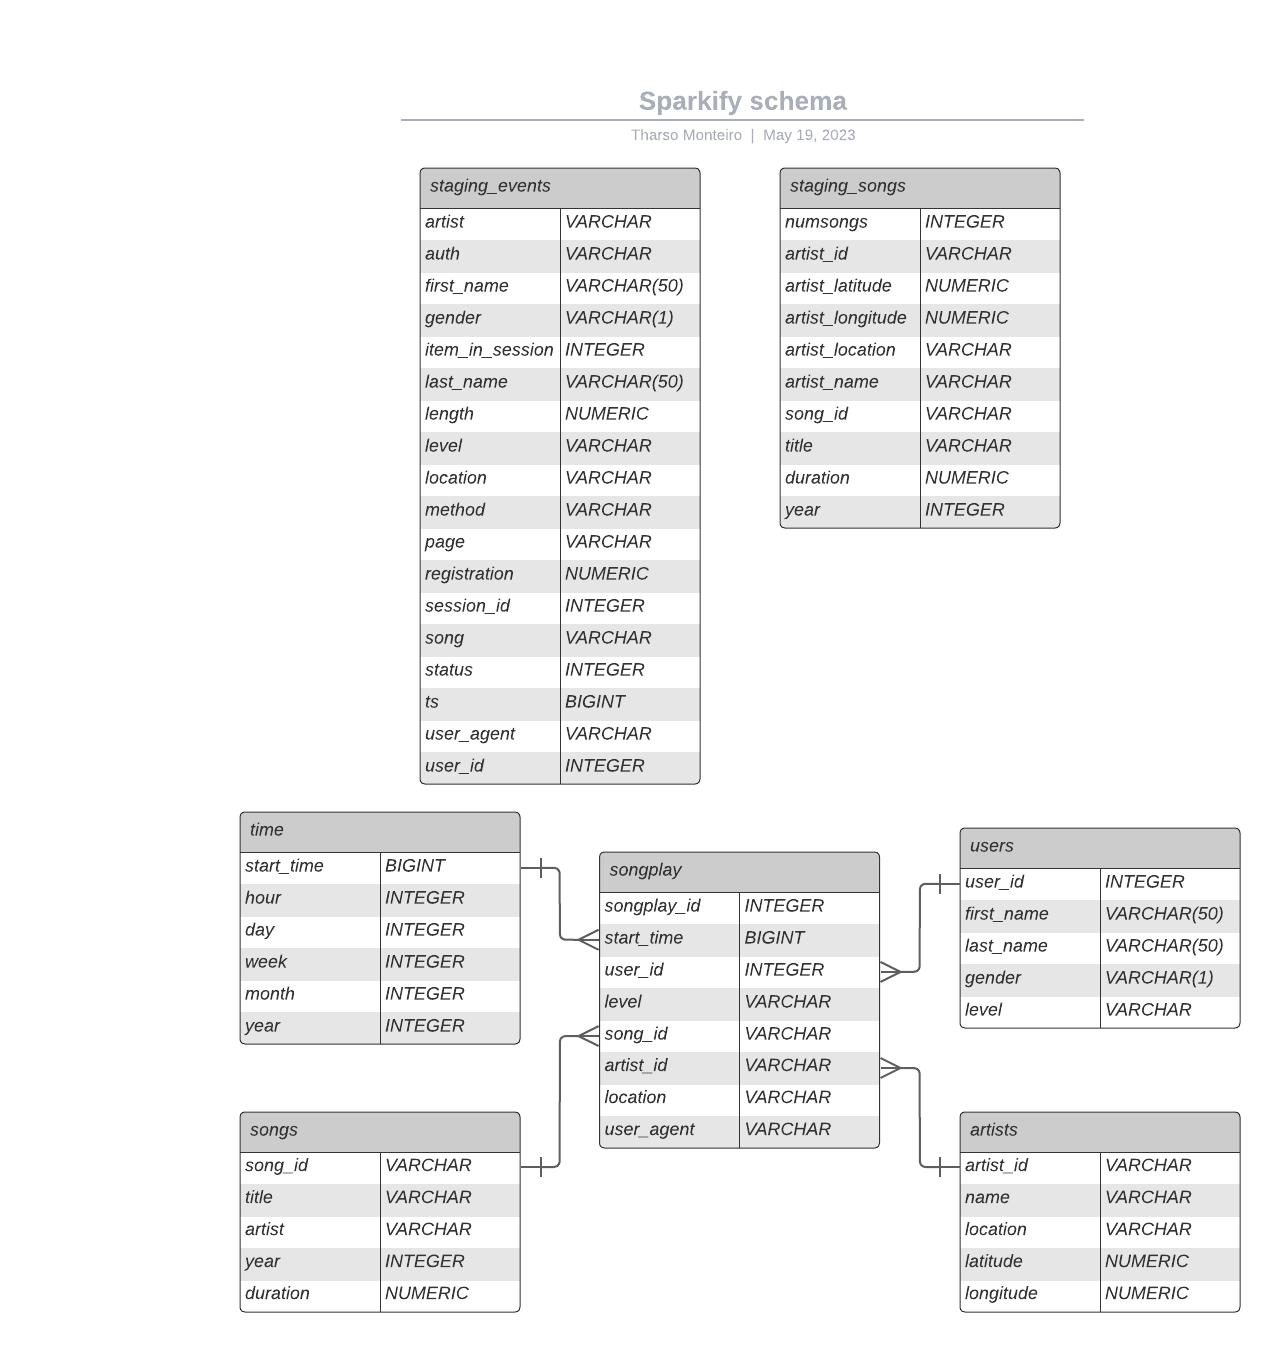 Sparkify schema
Tharso Monteiro | May 19, 2023
staging_events
artist VARCHAR
auth VARCHAR
first_name VARCHAR(50)
gender VARCHAR(1)
item_in_session INTEGER
last_name VARCHAR(50)
length NUMERIC
level VARCHAR
location VARCHAR
method VARCHAR
page VARCHAR
registration NUMERIC
session_id INTEGER
song VARCHAR
status INTEGER
ts BIGINT
user_agent VARCHAR
user_id INTEGER
staging_songs
numsongs INTEGER
artist_id VARCHAR
artist_latitude NUMERIC
artist_longitude NUMERIC
artist_location VARCHAR
artist_name VARCHAR
song_id VARCHAR
title VARCHAR
duration NUMERIC
year INTEGER
time
start_time BIGINT
hour INTEGER
day INTEGER
week INTEGER
month INTEGER
year INTEGER
songplay
songplay_id INTEGER
start_time BIGINT
user_id INTEGER
level VARCHAR
song_id VARCHAR
artist_id VARCHAR
location VARCHAR
user_agent VARCHAR
users
user_id INTEGER
first_name VARCHAR(50)
last_name VARCHAR(50)
gender VARCHAR(1)
level VARCHAR
songs
song_id VARCHAR
title VARCHAR
artist VARCHAR
year INTEGER
duration NUMERIC
artists
artist_id VARCHAR
name VARCHAR
location VARCHAR
latitude NUMERIC
longitude NUMERIC